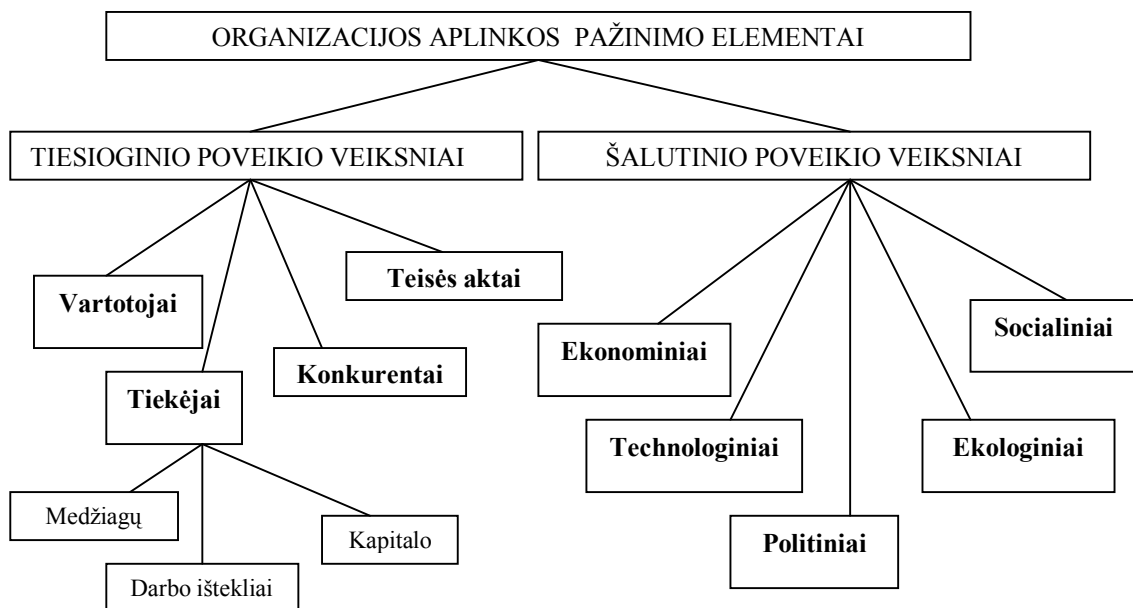 ORGANIZACIJOS APLINKOS PAŽINIMO ELEMENTAI
TIESIOGINIO POVEIKIO VEIKSNIAI
ŠALUTINIO POVEIKIO VEIKSNIAI
Vartotojai
Tiekėjai
Konkurentai
Teisės aktai
Medžiagų
Darbo ištekliai
Kapitalo
Ekonominiai
Technologiniai
Politiniai
Ekologiniai
Socialiniai